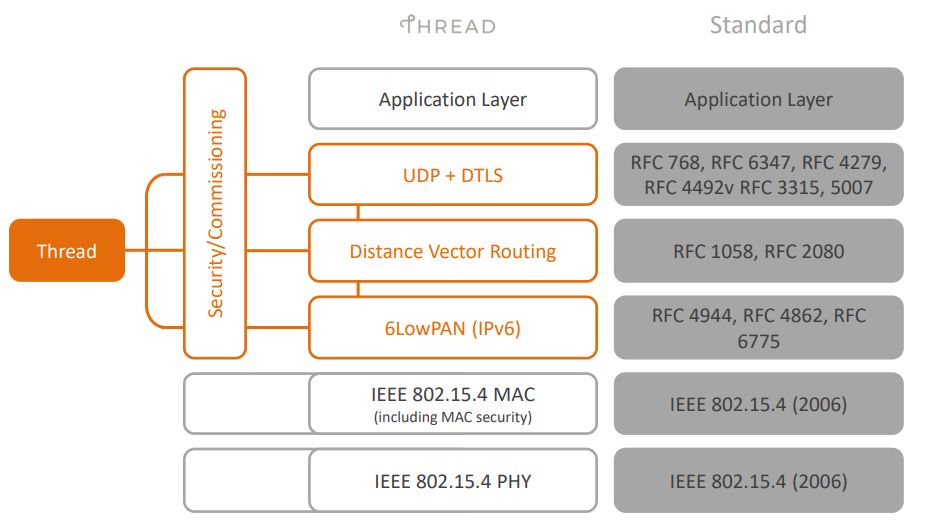 THREAD
Standard
Application Layer
Application Layer
Security/Commissioning
UDP + DTLS
RFC 768, RFC 6347, RFC 4279,
RFC 4492v RFC 3315, 5007
Thread
Distance Vector Routing
RFC 1058, RFC 2080
6LowPAN (IPv6)
RFC 4944, RFC 4862, RFC
6775
IEEE 802.15.4 MAC
(including MAC security)
IEEE 802.15.4 (2006)
IEEE 802.15.4 PHY
IEEE 802.15.4 (2006)